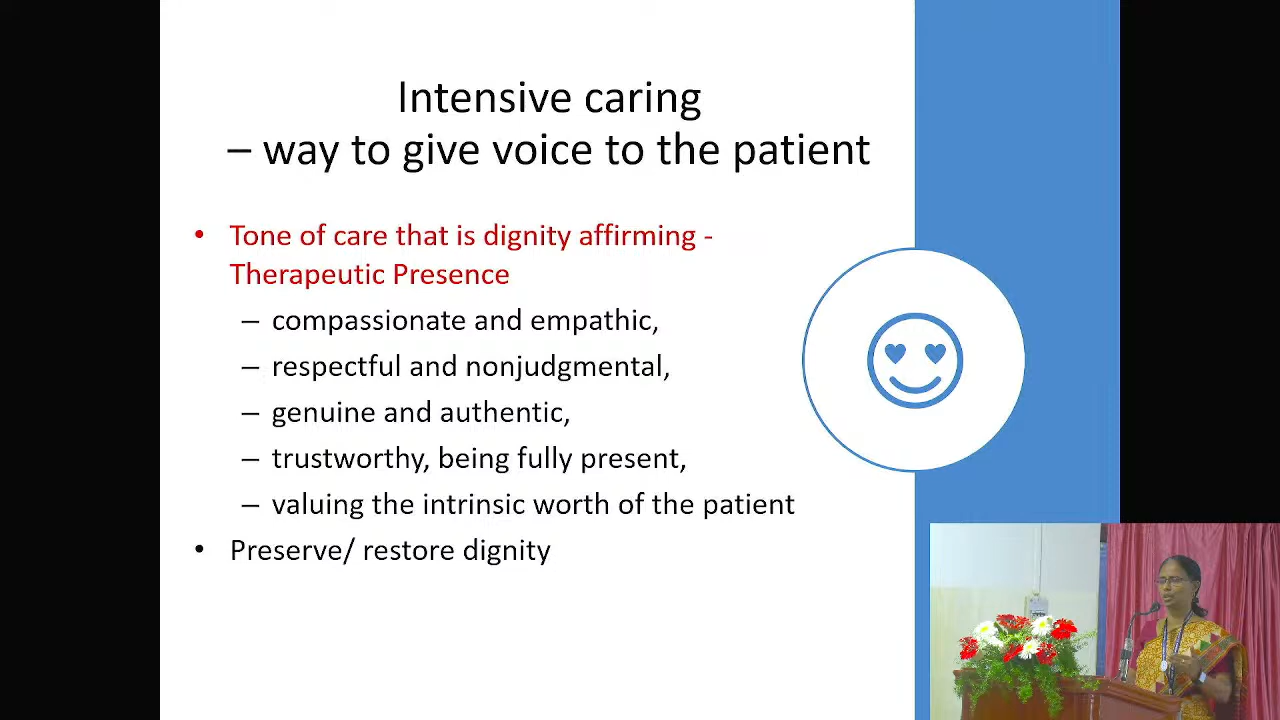 Intensive caring
– way to give voice to the patient
• Tone of care that is dignity affirming -
Therapeutic Presence
– compassionate and empathic,
– respectful and nonjudgmental,
– genuine and authentic,
– trustworthy, being fully present,
– valuing the intrinsic worth of the patient
• Preserve/ restore dignity